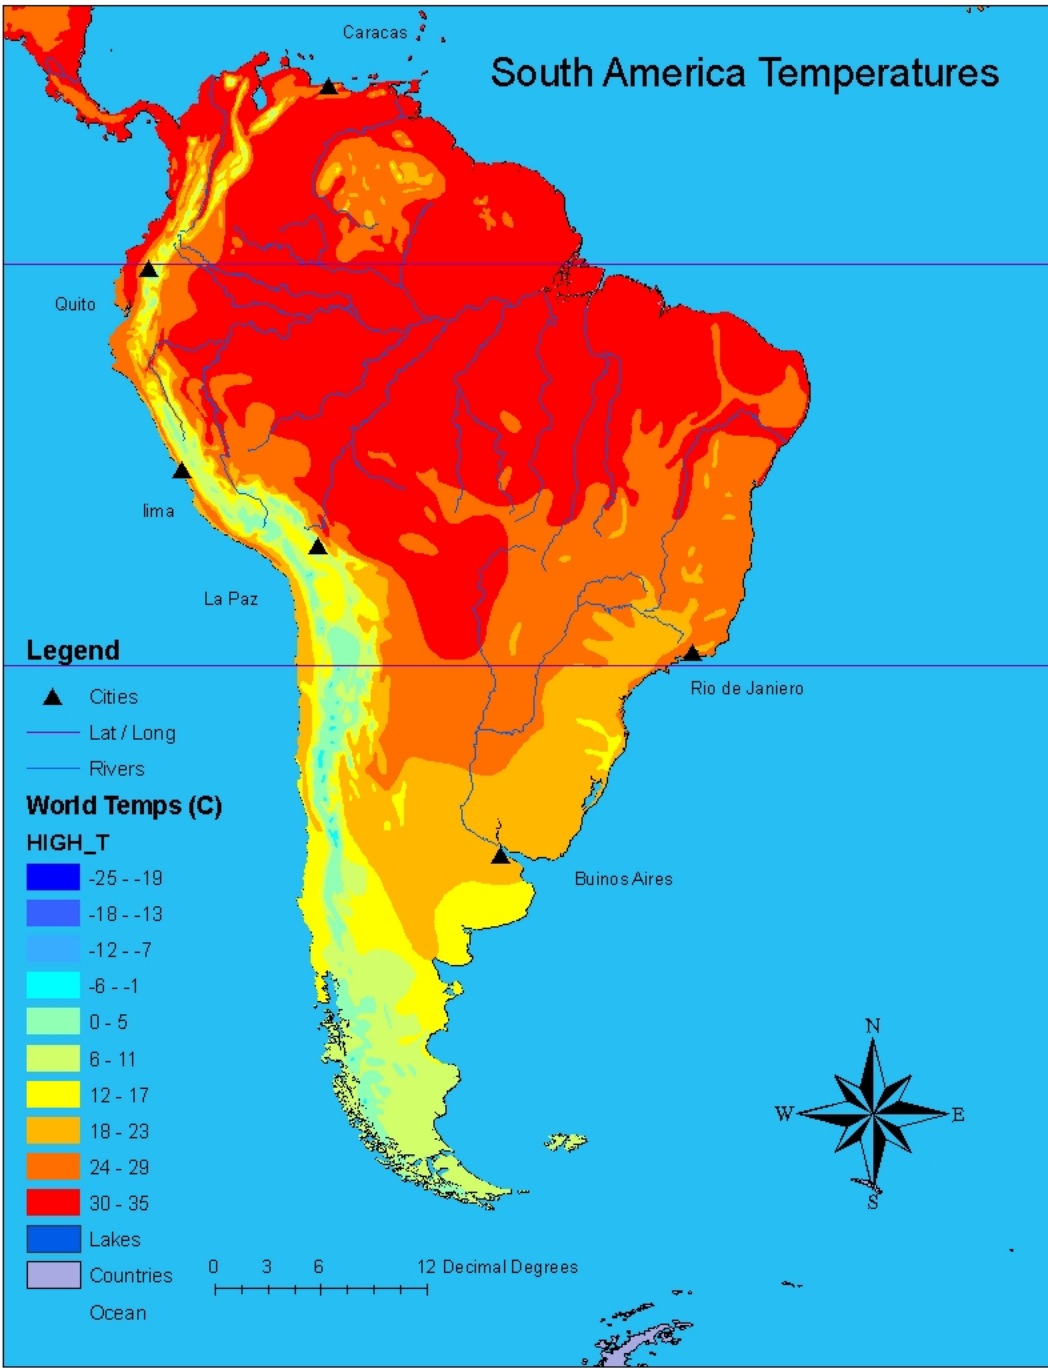 Caracas
South America Temperatures
Quito
lima
La Paz
Legend
Cities
Rio de Janiero
Lat / Long
Rivers
World Temps (C)
HIGH_T
-25 - -19
Buinos Aires
-18 - -13
-12 - -7
-6 - -1
0 - 5
6 - 11
12 - 17
18 - 23
24 - 29
30 - 35
Lakes
Countries
Ocean
N
W E
S
0 3 6 12 Decimal Degrees